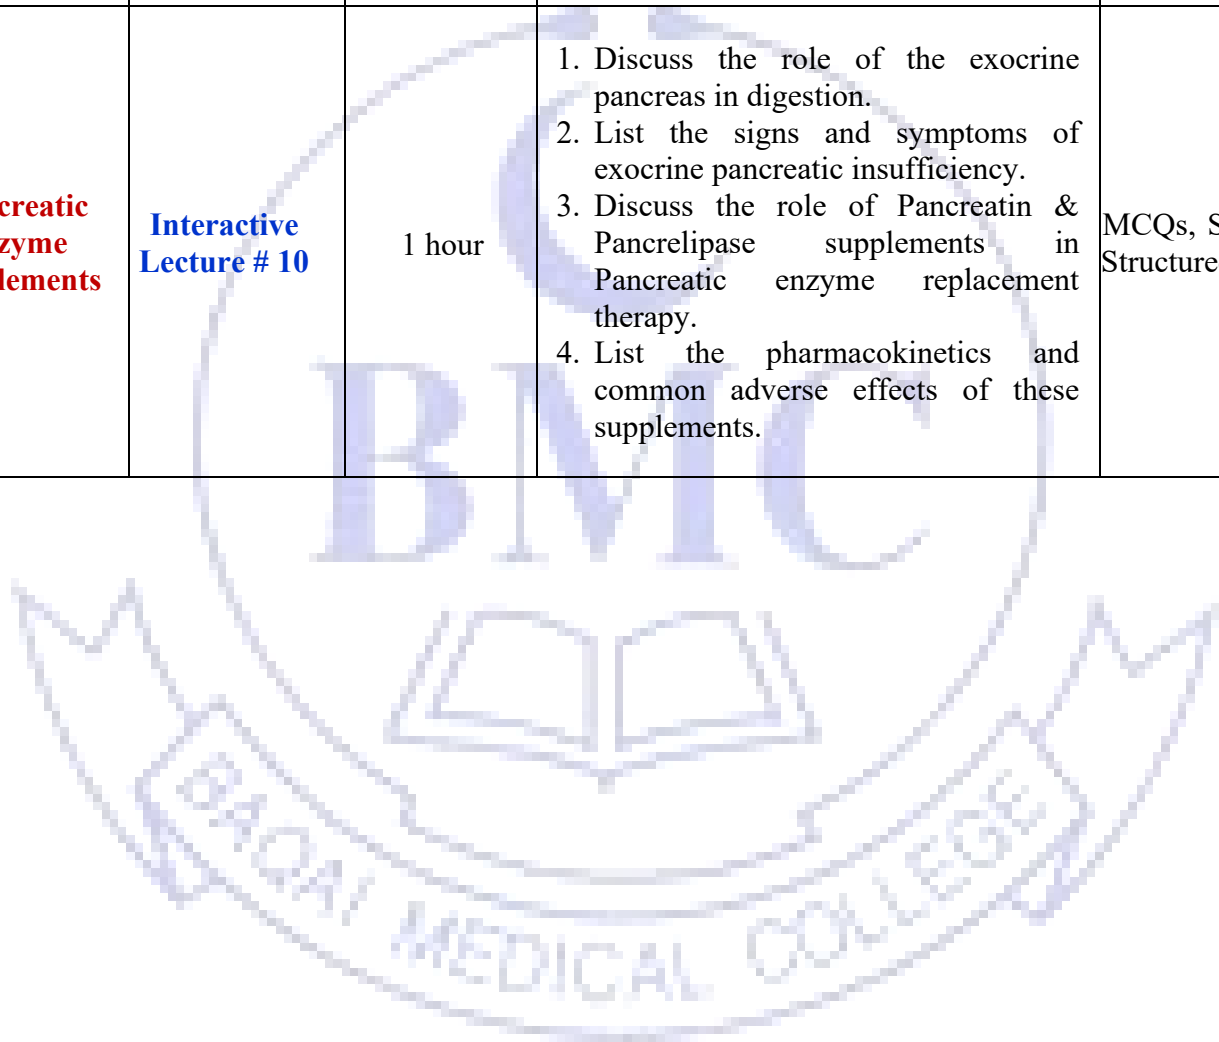 creatic
zyme
lements
Interactive
Lecture # 10
1 hour
1. Discuss the role of the exocrine
pancreas in digestion.
2. List the signs and symptoms of
exocrine pancreatic insufficiency.
3. Discuss the role of Pancreatin &
Pancrelipase supplements in
Pancreatic enzyme replacement
therapy.
4. List the pharmacokinetics and
common adverse effects of these
supplements.
MCQs, S
Structure
BMC
BAQAI MEDICAL COLLEGE